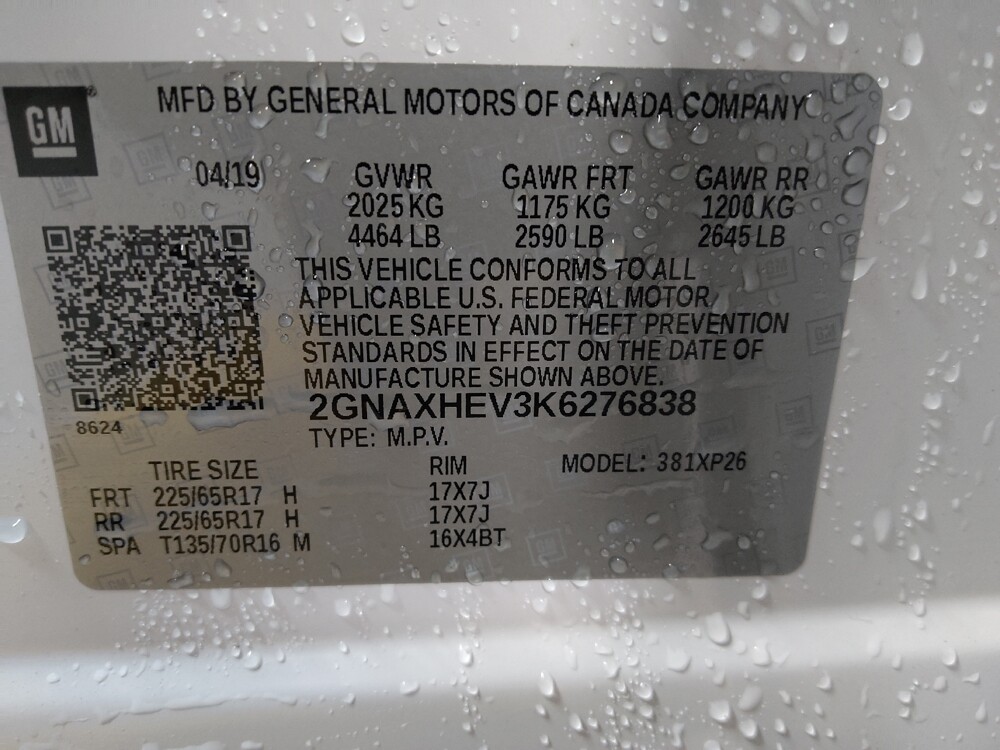 GM
MFD BY GENERAL MOTORS OF CANADA COMPANY
04/19 GVWR GAWR FRT GAWR RR
2025 KG 1175 KG 1200 KG
4464 LB 2590 LB 2645 LB
THIS VEHICLE CONFORMS TO ALL
APPLICABLE U.S. FEDERAL MOTOR
VEHICLE SAFETY AND THEFT PREVENTION
STANDARDS IN EFFECT ON THE DATE OF
MANUFACTURE SHOWN ABOVE.
2GNAXHEV3K6276838
8624
TYPE: M.P.V.
TIRE SIZE RIM MODEL: 381XP26
FRT 225/65R17 H 17X7J
RR 225/65R17 H 17X7J
SPA T135/70R16 M 16X4BT